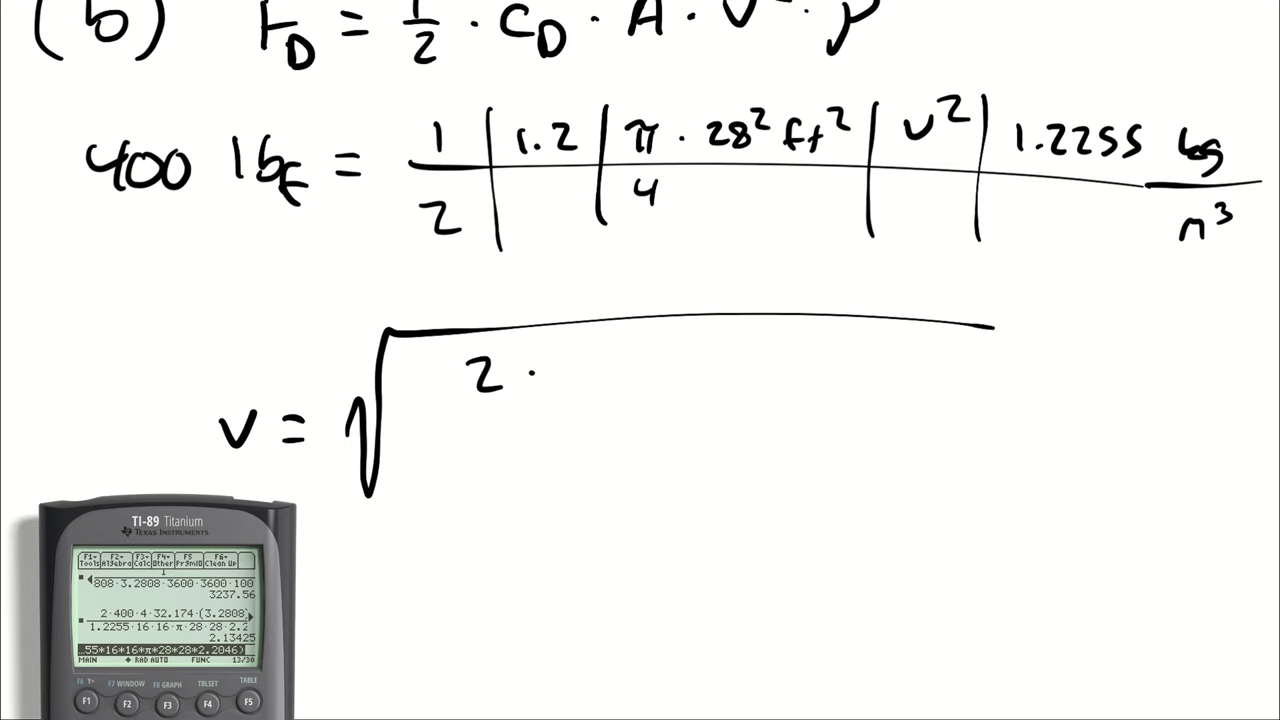 (b) F_D = 1/2 · C_D · A · V² · ρ
400 lb_f = 1/2 | 1.2 | π · 28² ft² / 4 | v² | 1.2255 kg/m³
v = √ 2 ·
TI-89 Titanium
TEXAS INSTRUMENTS
F1▾ Tools F2▾ Algebra F3▾ Calc F4▾ Other F5 PrgmIO F6▾ Clean Up
1
808·3.2808·3600·3600·100
3237.56
2·400·4·32.174·(3.2808)
1.2255·16·16·π·28·28·2.2
2.13425
…55*16*16*π*28*28*2.2046)
MAIN RAD AUTO FUNC 13/30
F6 Y= F7 WINDOW F8 GRAPH TBLSET TABLE
F1 F2 F3 F4 F5